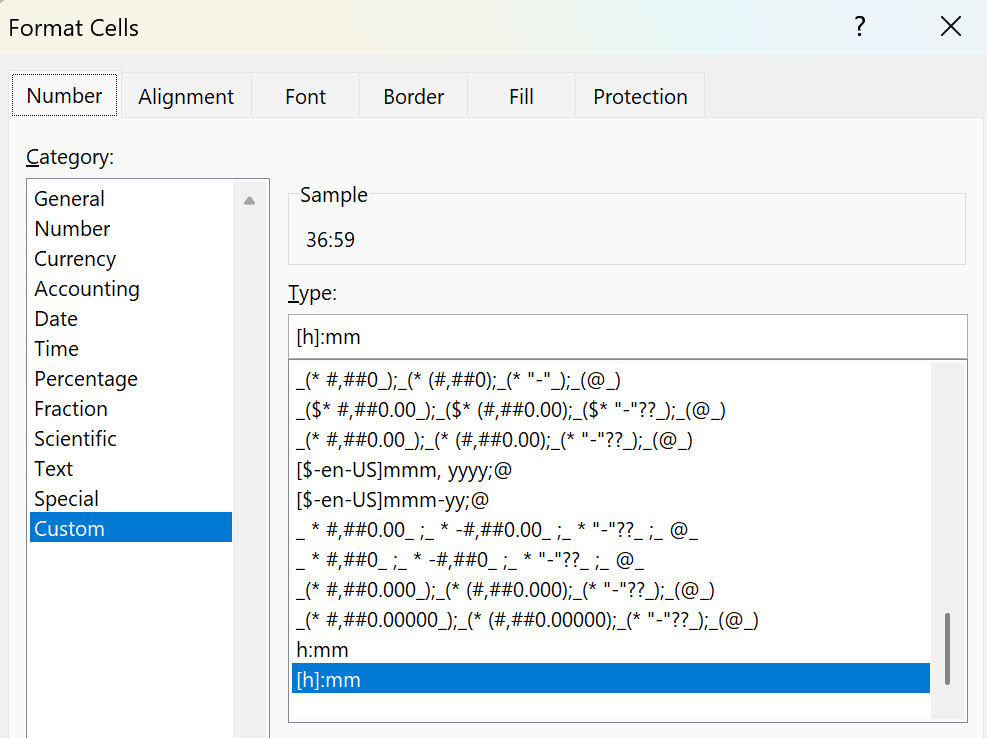 Format Cells ?
Number Alignment Font Border Fill Protection
Category:
General
Number
Currency
Accounting
Date
Time
Percentage
Fraction
Scientific
Text
Special
Custom
Sample
36:59
Type:
[h]:mm
_(* #,##0_);_(* (#,##0);_(* "-"_);_(@_)
_($* #,##0.00_);_($* (#,##0.00);_($* "-"??_);_(@_)
_(* #,##0.00_);_(* (#,##0.00);_(* "-"??_);_(@_)
[$-en-US]mmm, yyyy;@
[$-en-US]mmm-yy;@
_ * #,##0.00_ ;_ * -#,##0.00_ ;_ * "-"??_ ;_ @_
_ * #,##0_ ;_ * -#,##0_ ;_ * "-"??_ ;_ @_
_(* #,##0.000_);_(* (#,##0.000);_(* "-"??_);_(@_)
_(* #,##0.00000_);_(* (#,##0.00000);_(* "-"??_);_(@_)
h:mm
[h]:mm